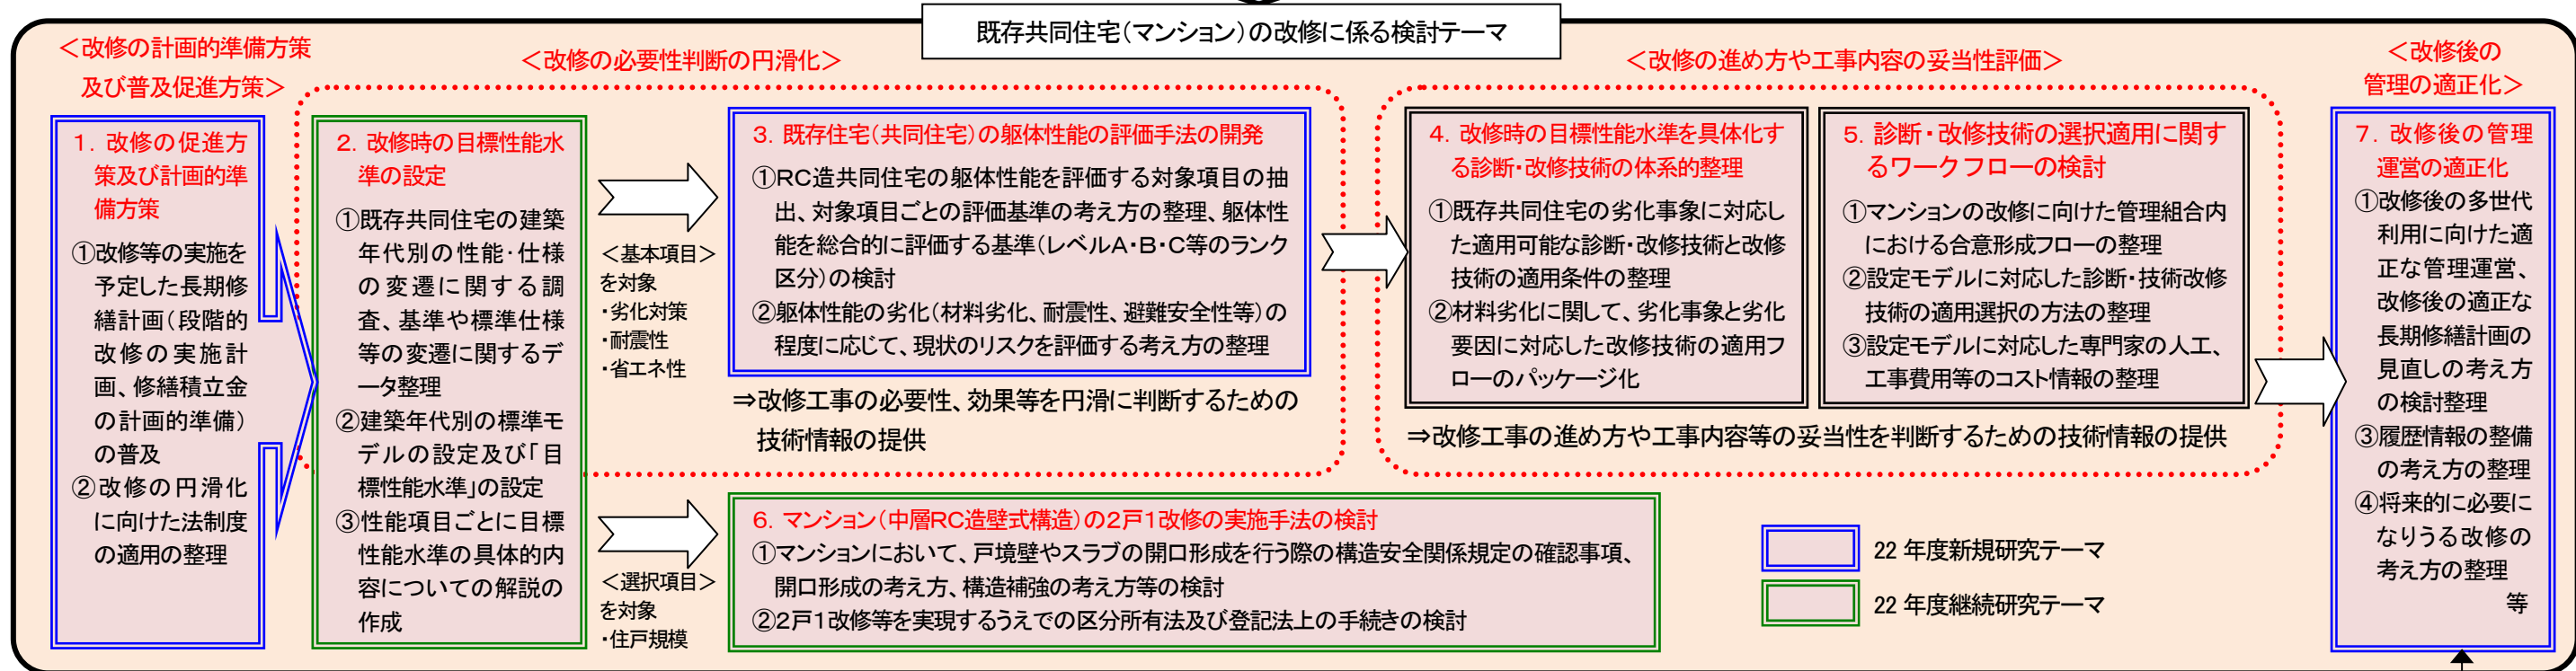 既存共同住宅（マンション）の改修に係る検討テーマ
＜改修の計画的準備方策
及び普及促進方策＞
１．改修の促進方
策及び計画的準
備方策
①改修等の実施を
予定した長期修
繕計画（段階的
改修の実施計
画、修繕積立金
の計画的準備）
の普及
②改修の円滑化
に向けた法制度
の適用の整理
＜改修の必要性判断の円滑化＞
２．改修時の目標性能水
準の設定
①既存共同住宅の建築
年代別の性能・仕様
の変遷に関する調
査、基準や標準仕様
等の変遷に関するデ
ータ整理
②建築年代別の標準モ
デルの設定及び「目
標性能水準」の設定
③性能項目ごとに目標
性能水準の具体的内
容についての解説の
作成
＜基本項目＞
を対象
・劣化対策
・耐震性
・省エネ性
３．既存住宅（共同住宅）の躯体性能の評価手法の開発
①ＲＣ造共同住宅の躯体性能を評価する対象項目の抽
出、対象項目ごとの評価基準の考え方の整理、躯体性
能を総合的に評価する基準（レベルＡ・Ｂ・Ｃ等のランク
区分）の検討
②躯体性能の劣化（材料劣化、耐震性、避難安全性等）の
程度に応じて、現状のリスクを評価する考え方の整理
⇒改修工事の必要性、効果等を円滑に判断するための
技術情報の提供
＜改修の進め方や工事内容の妥当性評価＞
４．改修時の目標性能水準を具体化す
る診断・改修技術の体系的整理
①既存共同住宅の劣化事象に対応し
た適用可能な診断・改修技術と改修
技術の適用条件の整理
②材料劣化に関して、劣化事象と劣化
要因に対応した改修技術の適用フ
ローのパッケージ化
５．診断・改修技術の選択適用に関す
るワークフローの検討
①マンションの改修に向けた管理組合内
における合意形成フローの整理
②設定モデルに対応した診断・技術改修
技術の適用選択の方法の整理
③設定モデルに対応した専門家の人工、
工事費用等のコスト情報の整理
⇒改修工事の進め方や工事内容等の妥当性を判断するための技術情報の提供
＜選択項目＞
を対象
・住戸規模
６．マンション（中層ＲＣ造壁式構造）の２戸１改修の実施手法の検討
①マンションにおいて、戸境壁やスラブの開口形成を行う際の構造安全関係規定の確認事項、
開口形成の考え方、構造補強の考え方等の検討
②２戸１改修等を実現するうえでの区分所有法及び登記法上の手続きの検討
22 年度新規研究テーマ
22 年度継続研究テーマ
＜改修後の
管理の適正化＞
７．改修後の管理
運営の適正化
①改修後の多世代
利用に向けた適
正な管理運営、
改修後の適正な
長期修繕計画の
見直しの考え方
の検討整理
③履歴情報の整備
の考え方の整理
④将来的に必要に
なりうる改修の
考え方の整理
等